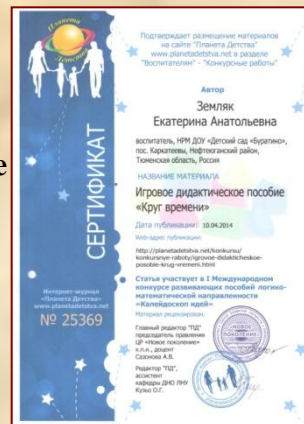 е
Планета
Детства
Подтверждает размещение материалов
на сайте "Планета Детства"
www.planetadetstva.net в разделе
"Воспитателям" - "Конкурсные работы"
Автор
Земляк
Екатерина Анатольевна
воспитатель, НРМ ДОУ «Детский сад «Буратино»,
пос. Каркатеевы, Нефтеюганский район,
Тюменская область, Россия
НАЗВАНИЕ МАТЕРИАЛА
Игровое дидактическое пособие
«Круг времени»
Дата публикации: 10.04.2014
Web-адрес публикации:
http://planetadetstva.net/konkursu/
konkursnye-raboty/igrovoe-didakticheskoe-
posobie-krug-vremeni.html
Статья участвует в I Международном
конкурсе развивающих пособий логико-
математической направленности
«Калейдоскоп идей»
Материал рецензирован.
Главный редактор "ПД"
председатель правления
ЦР «Новое поколение»
к.п.н., доцент
Сазонова А.В.
Редактор "ПД",
ассистент
кафедры ДНО ЛНУ
Кузьо О.Г.
СЕРТИФИКАТ
Интернет-журнал
«Планета Детства»
www.planetadetstva.net
№ 25369